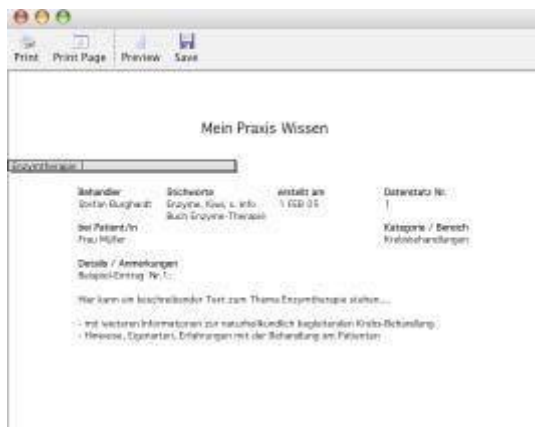 Print Print Page Preview Save
Mein Praxis Wissen
Enzymtherapie
Behandler Stichworte erstellt am Datensatz Nr.
Stefan Burghardt Enzyme, Kiwi, s. Info 1 FEB 05 1
Buch Enzyme-Therapie
bei Patient/in Kategorie / Bereich
Frau Müller Krebsbehandlungen
Details / Anmerkungen
Beispiel-Eintrag Nr.1:
Hier kann ein beschreibender Text zum Thema Enzymtherapie stehen...
- mit weiteren Informationen zur naturheilkundlich begleitenden Krebs-Behandlung
- Hinweise, Eigenarten, Erfahrungen mit der Behandlung am Patienten